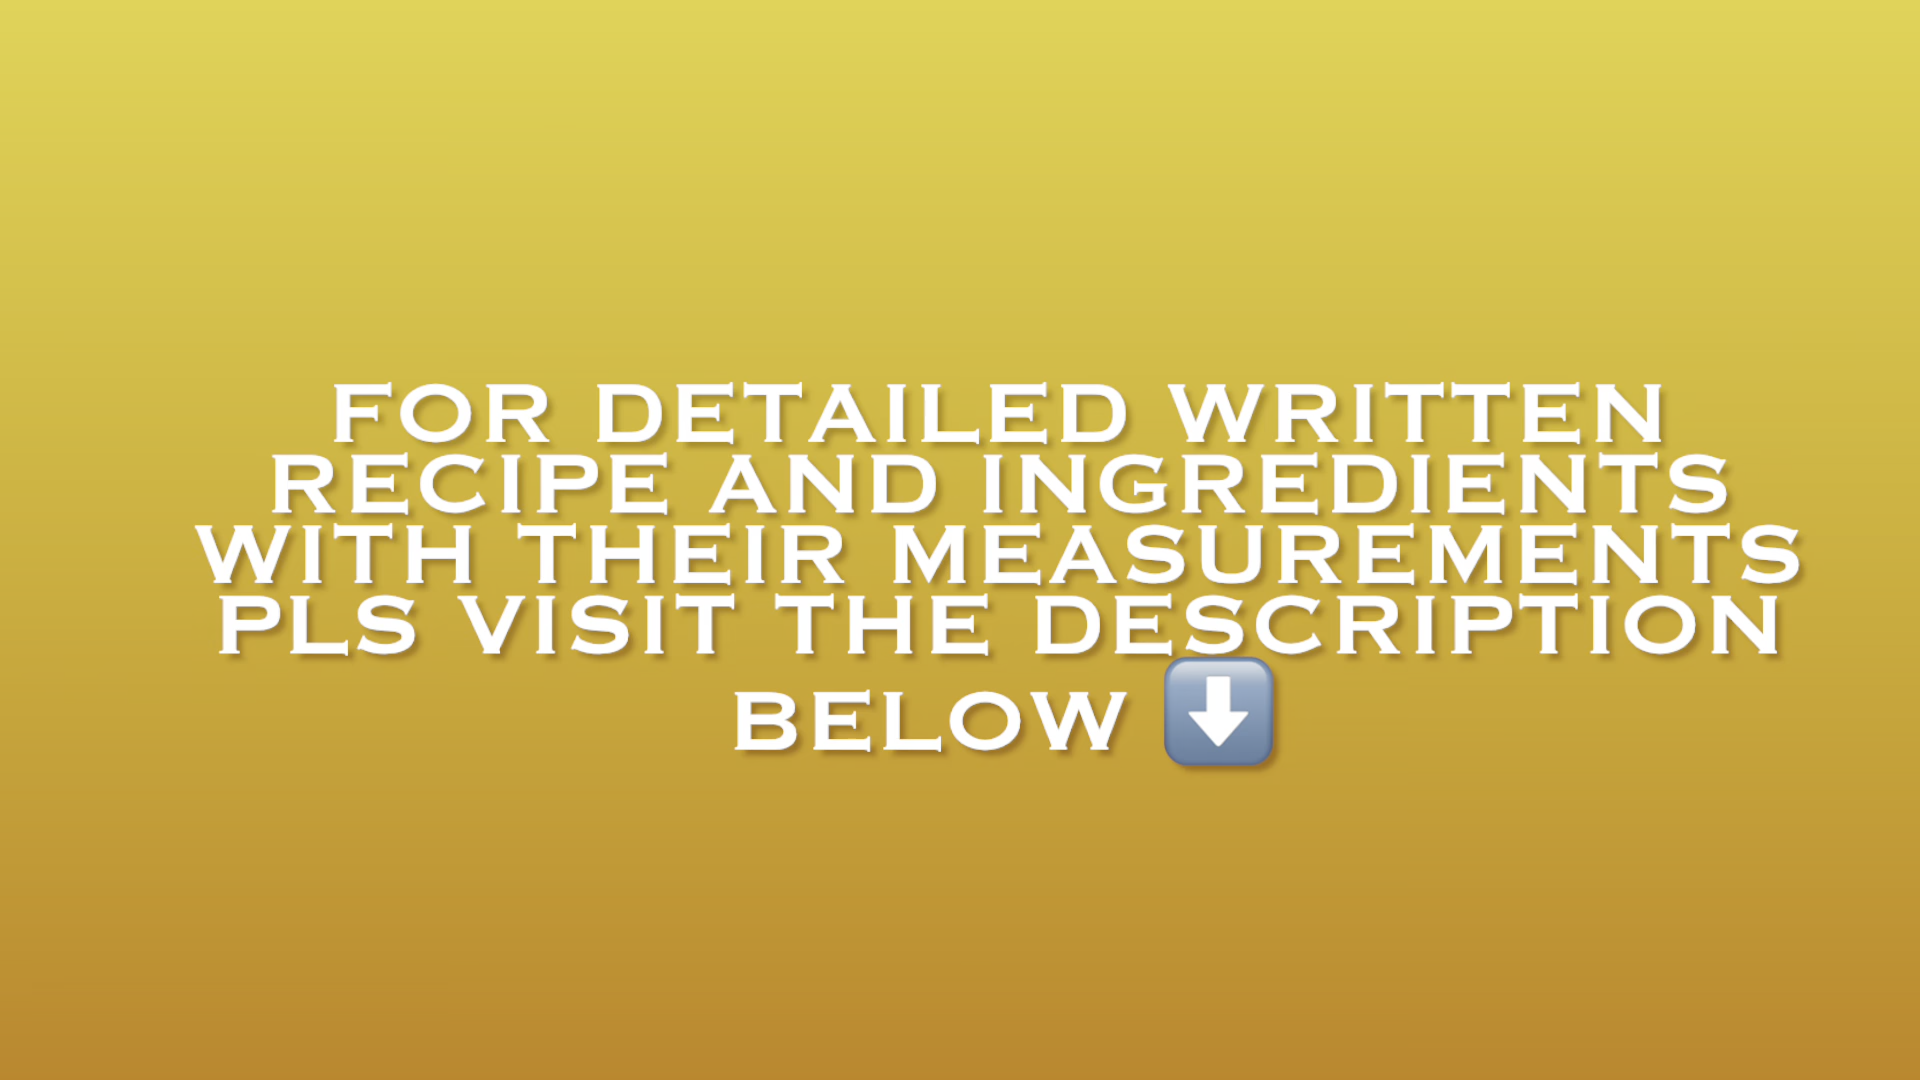 FOR DETAILED WRITTEN
RECIPE AND INGREDIENTS
WITH THEIR MEASUREMENTS
PLS VISIT THE DESCRIPTION
BELOW ⬇️